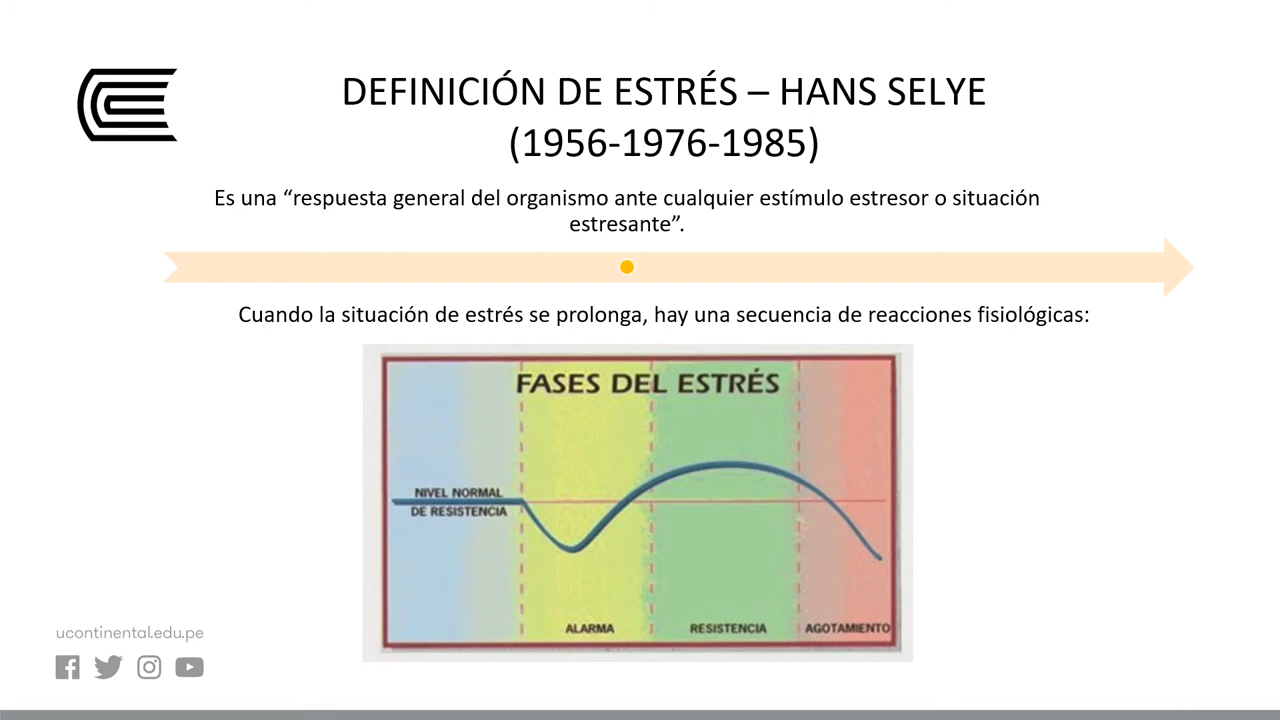 DEFINICIÓN DE ESTRÉS – HANS SELYE
(1956-1976-1985)
Es una “respuesta general del organismo ante cualquier estímulo estresor o situación
estresante”.
Cuando la situación de estrés se prolonga, hay una secuencia de reacciones fisiológicas:
FASES DEL ESTRÉS
NIVEL NORMAL
DE RESISTENCIA
ALARMA
RESISTENCIA
AGOTAMIENTO
ucontinental.edu.pe